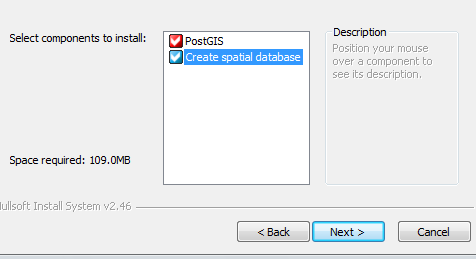 Select components to install:
PostGIS
Create spatial database
Description
Position your mouse
over a component to
see its description.
Space required: 109.0MB
ullsoft Install System v2.46
< Back
Next >
Cancel